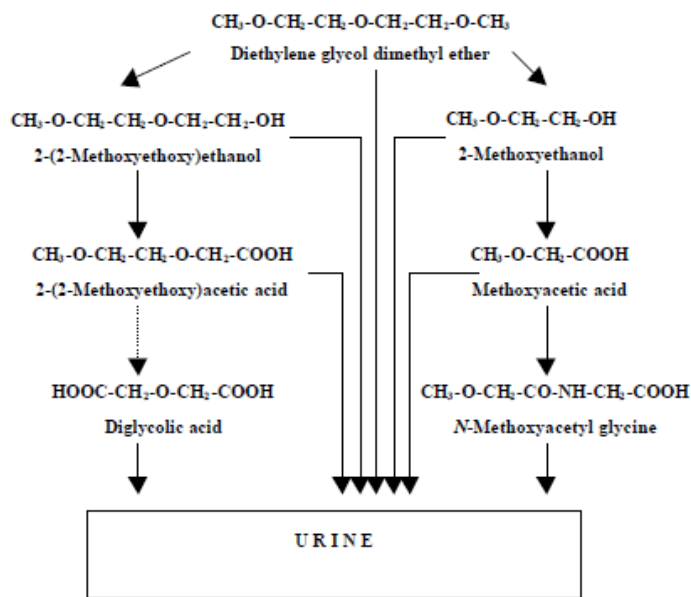 CH₃-O-CH₂-CH₂-O-CH₂-CH₂-O-CH₃
Diethylene glycol dimethyl ether
CH₃-O-CH₂-CH₂-O-CH₂-CH₂-OH
2-(2-Methoxyethoxy)ethanol
CH₃-O-CH₂-CH₂-OH
2-Methoxyethanol
CH₃-O-CH₂-CH₂-O-CH₂-COOH
2-(2-Methoxyethoxy)acetic acid
CH₃-O-CH₂-COOH
Methoxyacetic acid
HOOC-CH₂-O-CH₂-COOH
Diglycolic acid
CH₃-O-CH₂-CO-NH-CH₂-COOH
N-Methoxyacetyl glycine
URINE